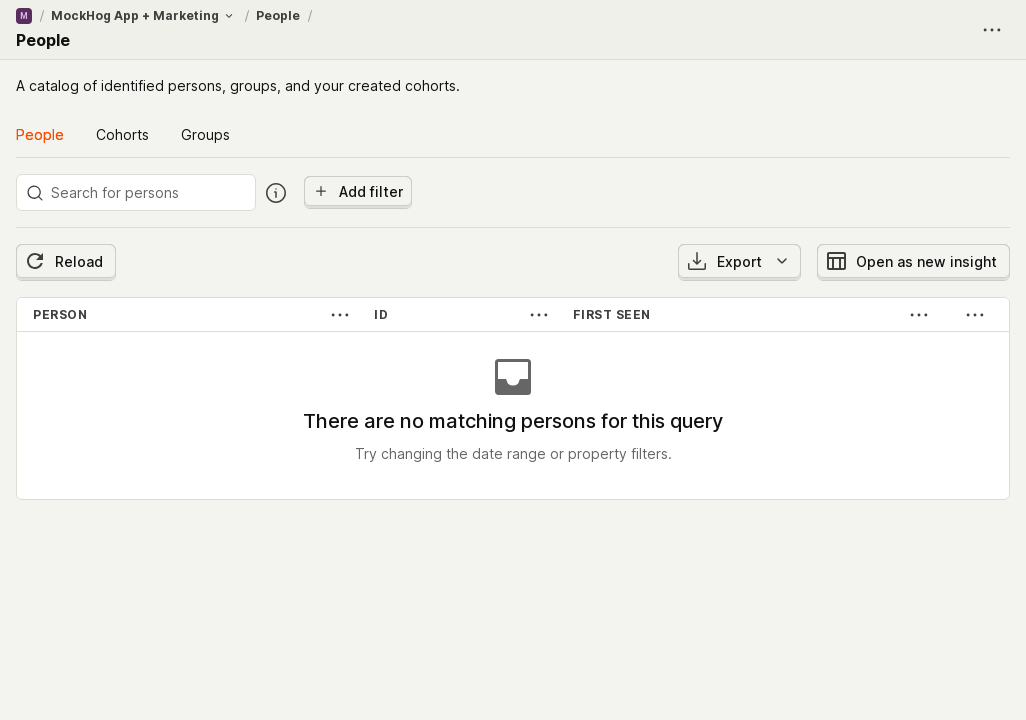 M / MockHog App + Marketing / People /
People
A catalog of identified persons, groups, and your created cohorts.
People Cohorts Groups
Search for persons Add filter
Reload Export Open as new insight
PERSON ID FIRST SEEN
There are no matching persons for this query
Try changing the date range or property filters.